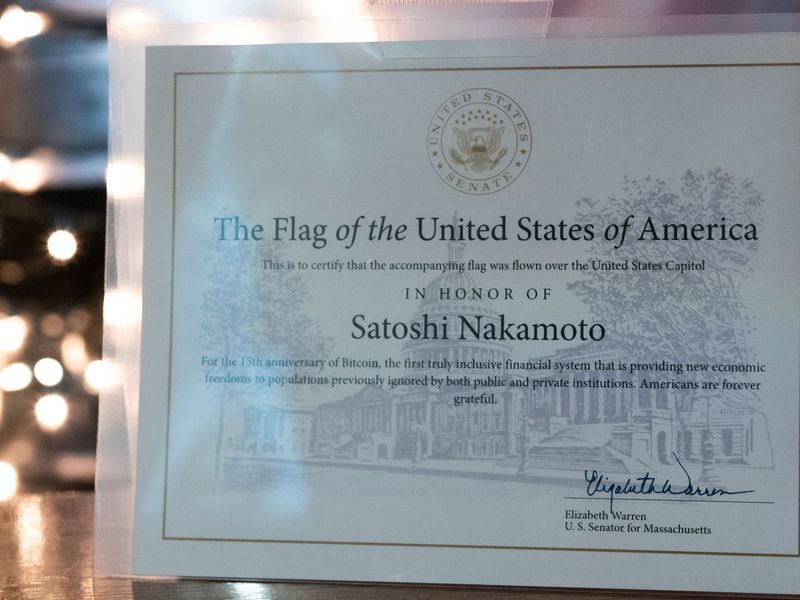 UNITED STATES
SENATE
The Flag of the United States of America
This is to certify that the accompanying flag was flown over the United States Capitol
IN HONOR OF
Satoshi Nakamoto
For the 15th anniversary of Bitcoin, the first truly inclusive financial system that is providing new economic
freedoms to populations previously ignored by both public and private institutions. Americans are forever
grateful.
Elizabeth Warren
Elizabeth Warren
U. S. Senator for Massachusetts